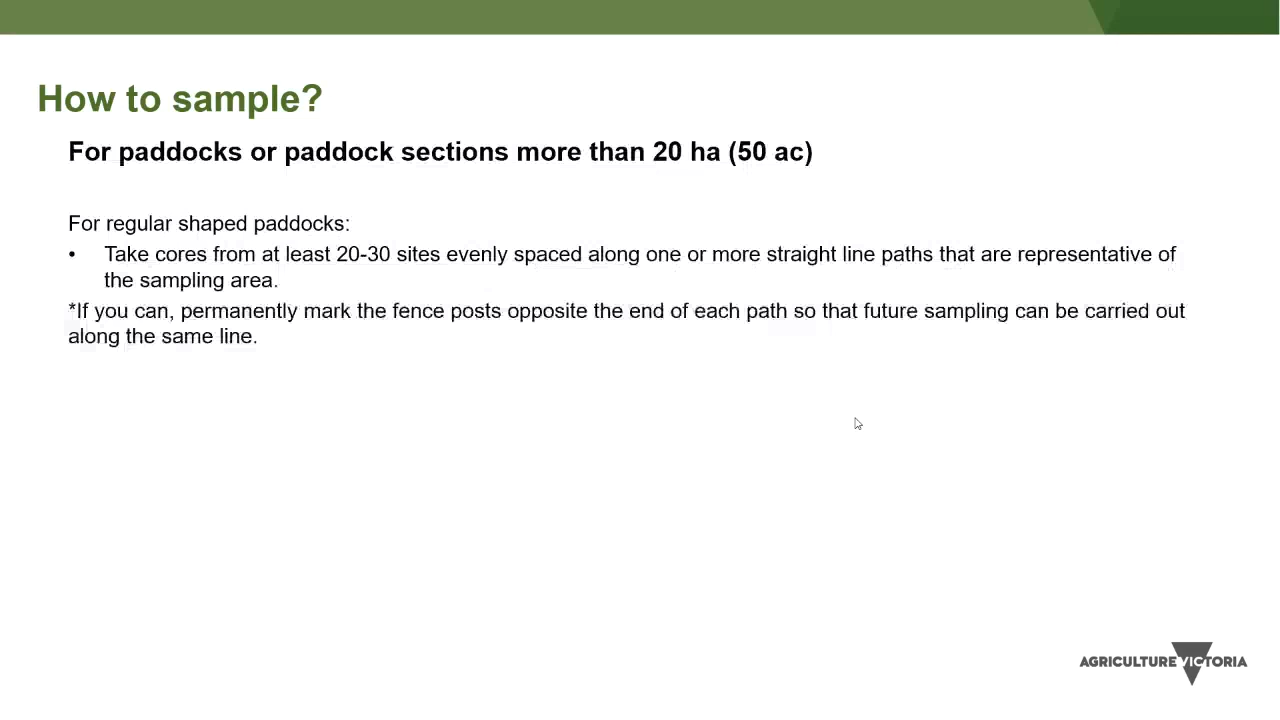 How to sample?
For paddocks or paddock sections more than 20 ha (50 ac)
For regular shaped paddocks:
• Take cores from at least 20-30 sites evenly spaced along one or more straight line paths that are representative of
the sampling area.
*If you can, permanently mark the fence posts opposite the end of each path so that future sampling can be carried out
along the same line.
AGRICULTURE VICTORIA